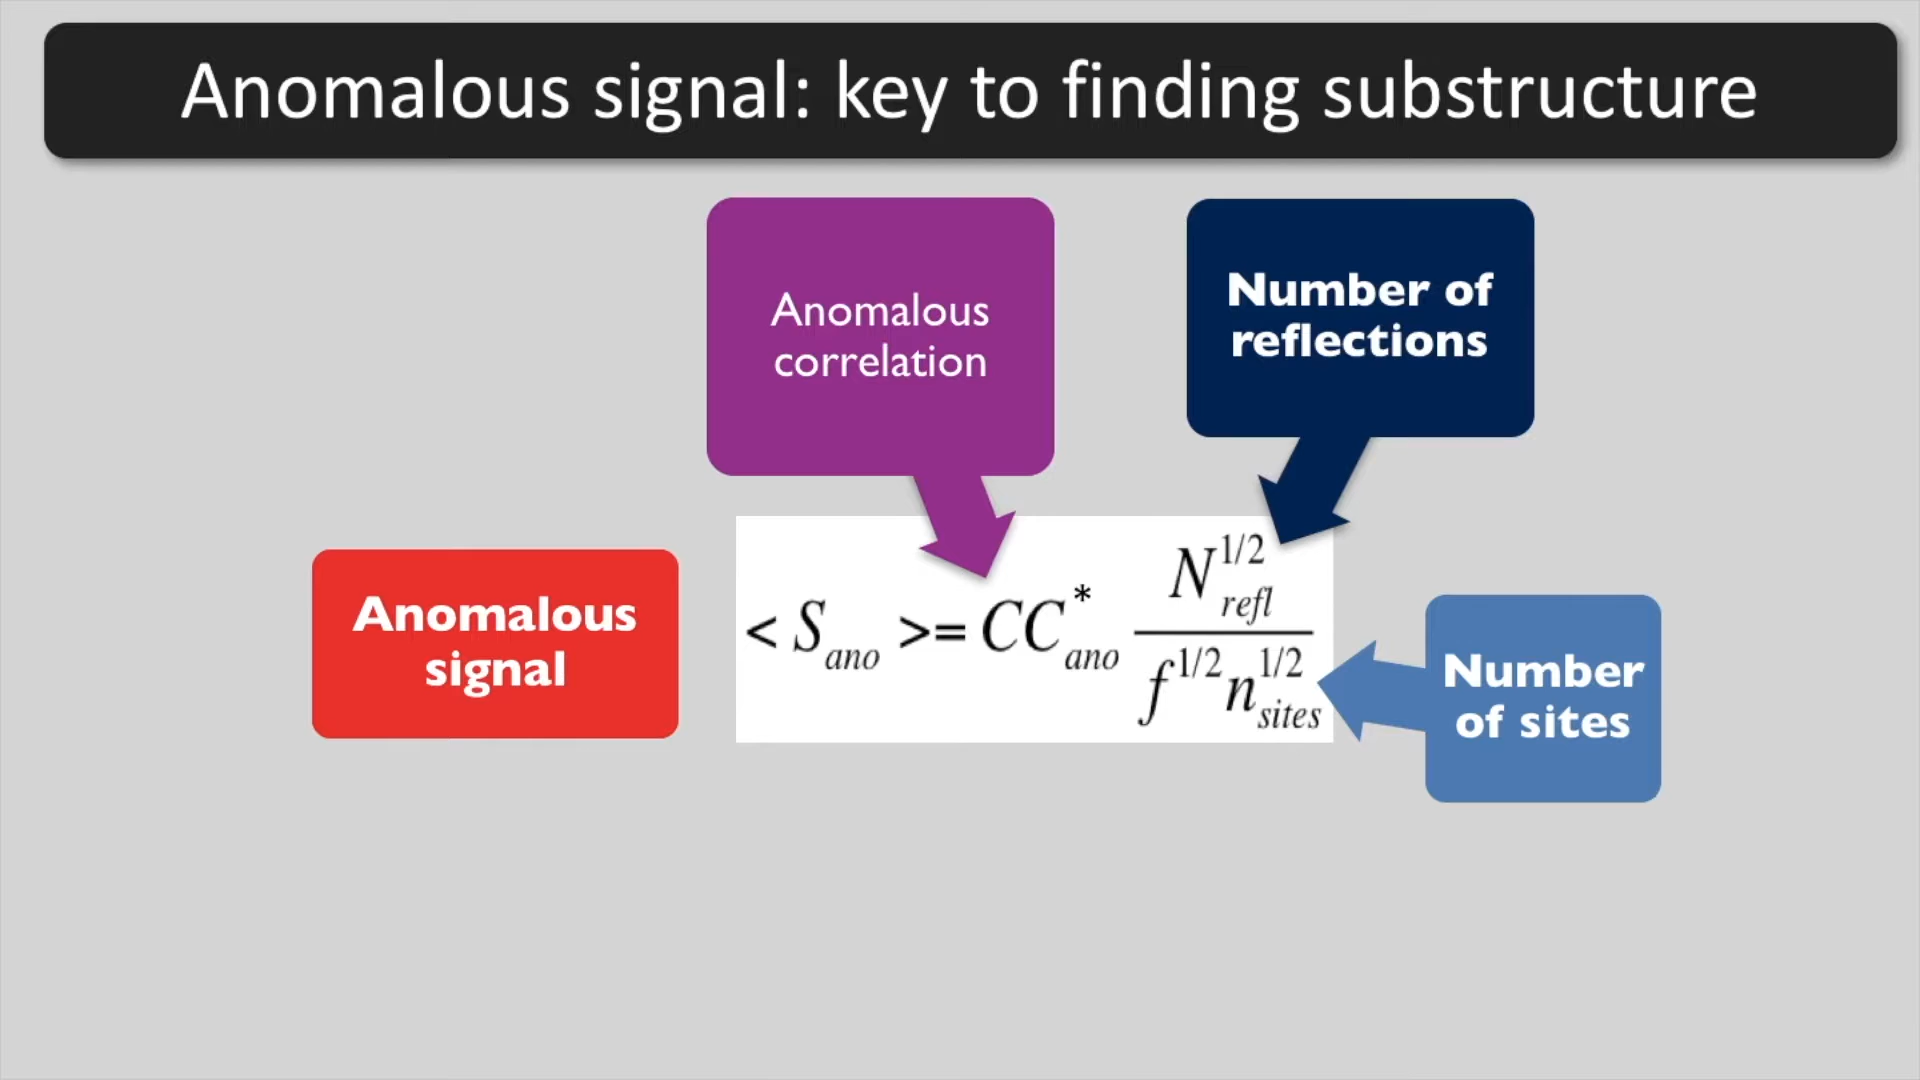 Anomalous signal: key to finding substructure
Anomalous
correlation
Number of
reflections
Anomalous
signal
< S_ano >= CC*_ano N^1/2_refl / f^1/2 n^1/2_sites
Number
of sites